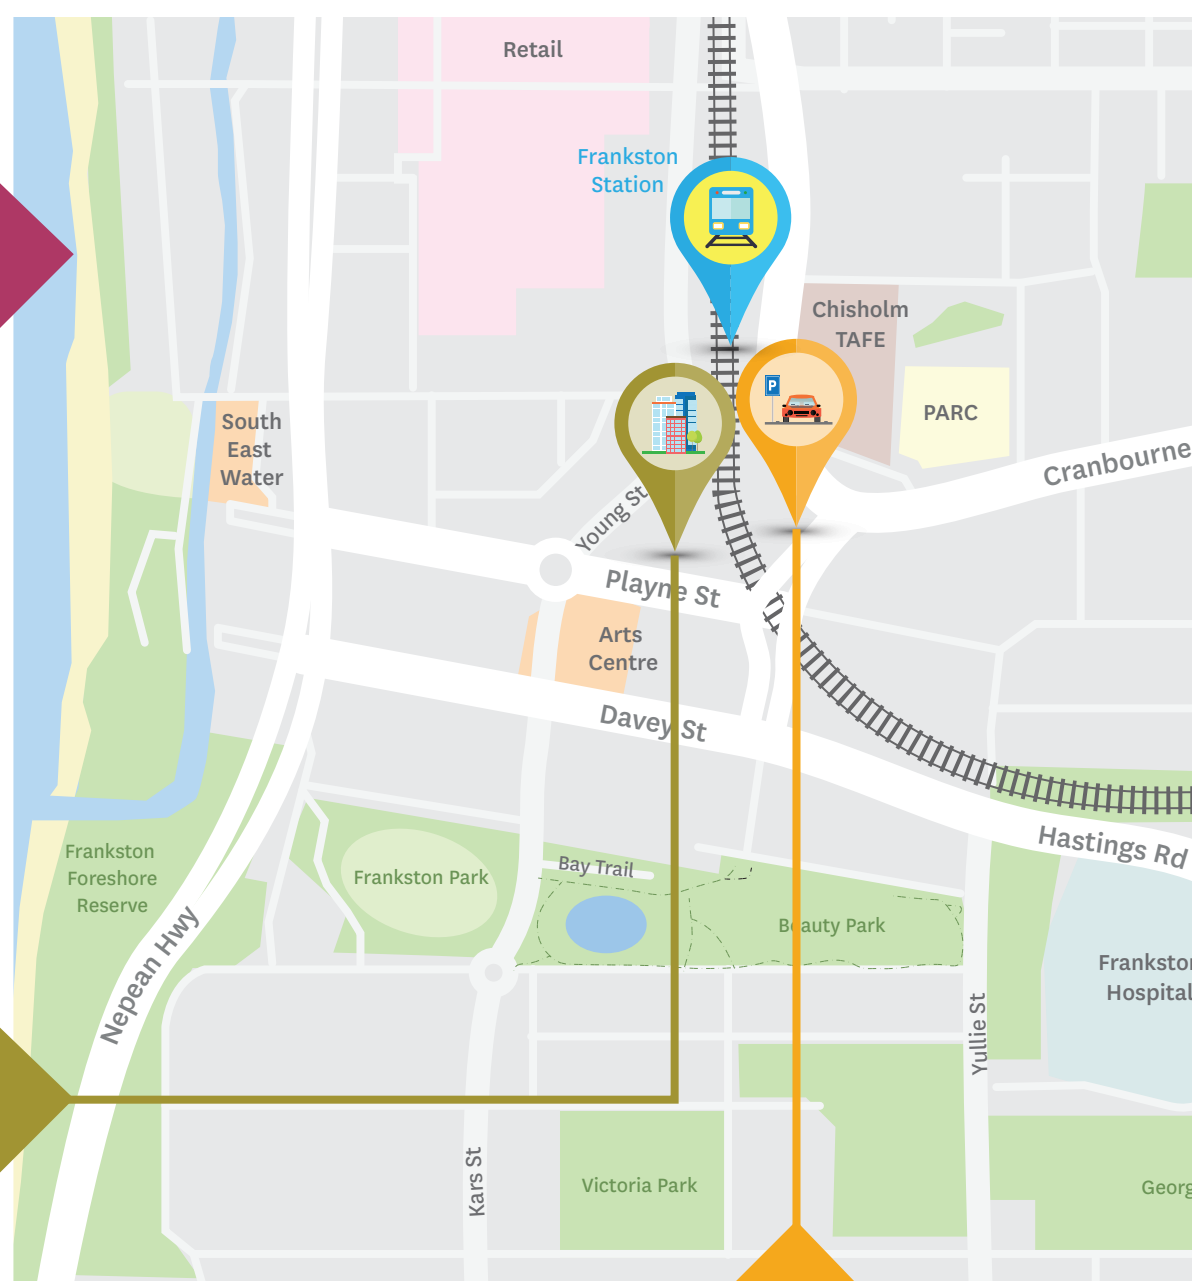 Retail
Frankston
Station
Chisholm
TAFE
P
PARC
South
East
Water
Cranbourne
Young St
Playne St
Arts
Centre
Davey St
Hastings Rd
Frankston
Foreshore
Reserve
Frankston Park
Bay Trail
Beauty Park
Nepean Hwy
Frankston
Hospital
Yullie St
Kars St
Victoria Park
Georg